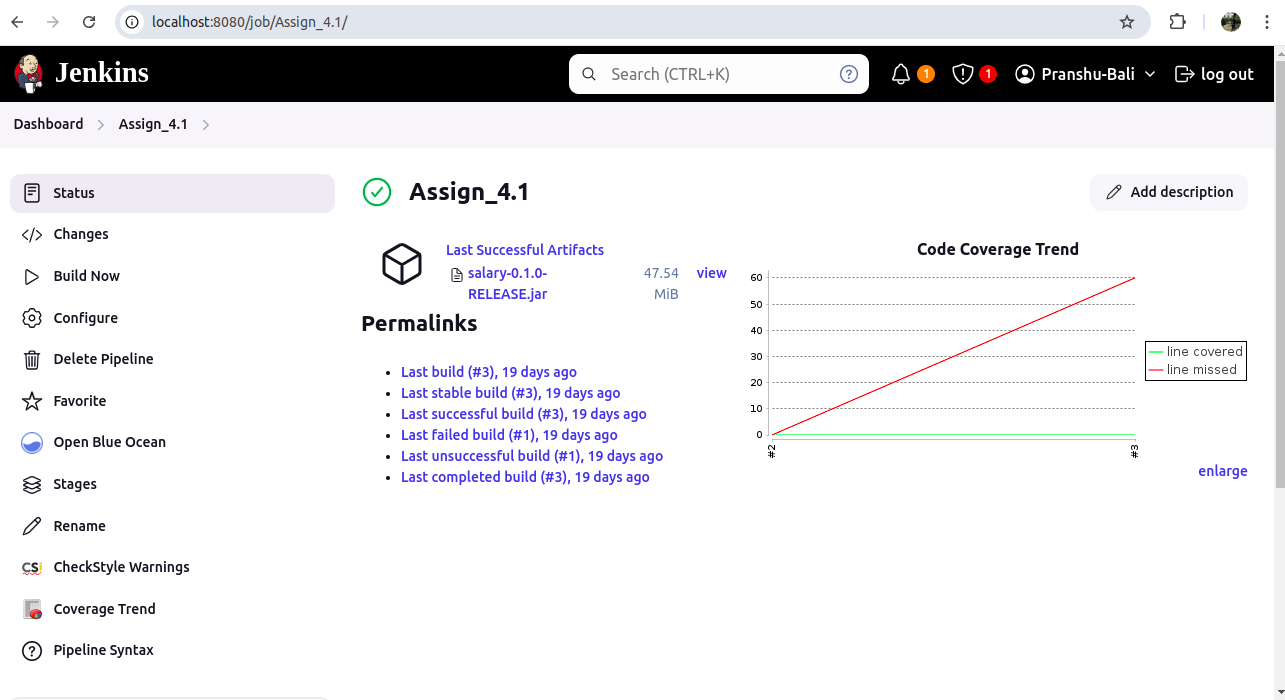 localhost:8080/job/Assign_4.1/
Jenkins
Search (CTRL+K)
?
1
1
Pranshu-Bali
log out
Dashboard
Assign_4.1
Status
Changes
Build Now
Configure
Delete Pipeline
Favorite
Open Blue Ocean
Stages
Rename
CS!
CheckStyle Warnings
Coverage Trend
?
Pipeline Syntax
Assign_4.1
Add description
Last Successful Artifacts
salary-0.1.0-
RELEASE.jar
47.54
MiB
view
Permalinks
Last build (#3), 19 days ago
Last stable build (#3), 19 days ago
Last successful build (#3), 19 days ago
Last failed build (#1), 19 days ago
Last unsuccessful build (#1), 19 days ago
Last completed build (#3), 19 days ago
Code Coverage Trend
60
50
40
30
20
10
0
#2
#3
line covered
line missed
enlarge